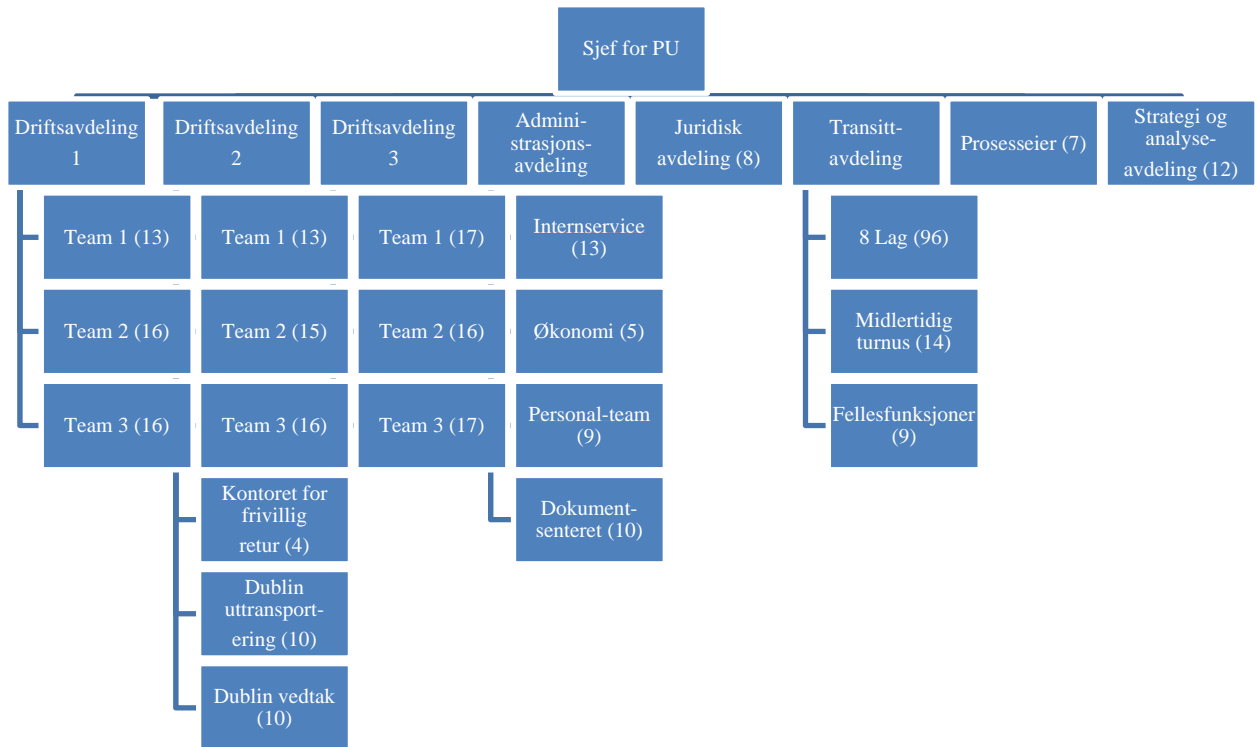 Sjef for PU
Driftsavdeling
1
Driftsavdeling
2
Driftsavdeling
3
Admini-
strasjons-
avdeling
Juridisk
avdeling (8)
Transitt-
avdeling
Prosesseier (7)
Strategi og
analyse-
avdeling (12)
Team 1 (13)
Team 1 (13)
Team 1 (17)
Internservice
(13)
8 Lag (96)
Team 2 (16)
Team 2 (15)
Team 2 (16)
Økonomi (5)
Midlertidig
turnus (14)
Team 3 (16)
Team 3 (16)
Team 3 (17)
Personal-team
(9)
Fellesfunksjoner
(9)
Kontoret for
frivillig
retur (4)
Dokument-
senteret (10)
Dublin
uttransport-
ering (10)
Dublin vedtak
(10)